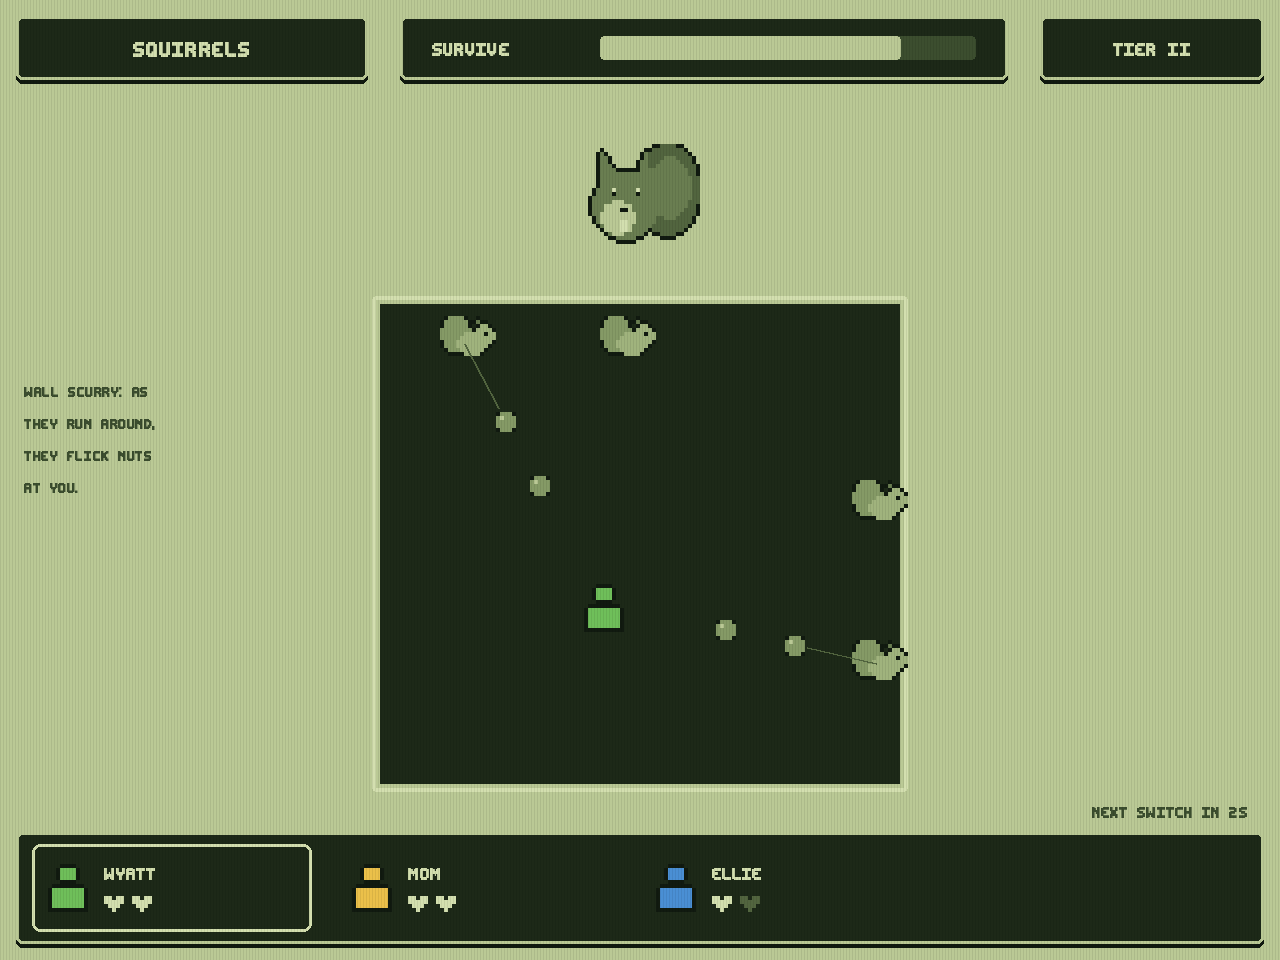 SQUIRRELS
SURVIVE
TIER II
WALL SCURRY: AS
THEY RUN AROUND,
THEY FLICK NUTS
AT YOU.
NEXT SWITCH IN 2S
WYATT
MOM
ELLIE